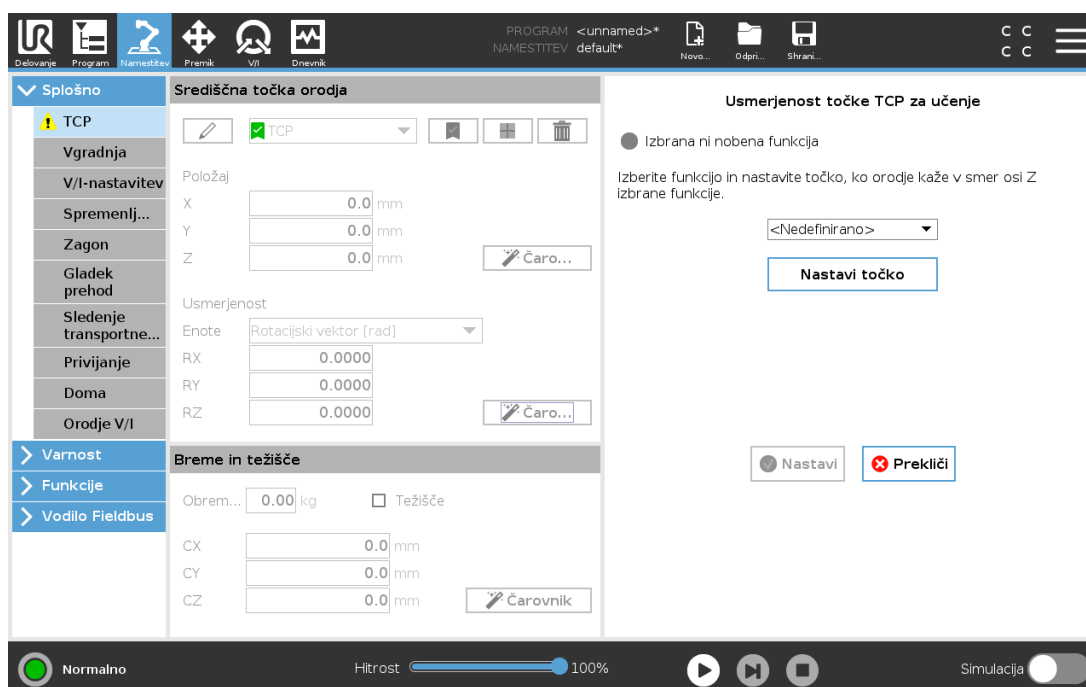 PROGRAM <unnamed>*
NAMESTITEV default*
Delovanje Program Namestitev Premik V/I Dnevnik Novo... Odpri... Shrani...
C C
C C
Splošno
TCP
Vgradnja
V/I-nastavitev
Spremenlj...
Zagon
Gladek
prehod
Sledenje
transportne...
Privijanje
Doma
Orodje V/I
Varnost
Funkcije
Vodilo Fieldbus
Središčna točka orodja
TCP
Položaj
X 0.0 mm
Y 0.0 mm
Z 0.0 mm Čaro...
Usmerjenost
Enote Rotacijski vektor [rad]
RX 0.0000
RY 0.0000
RZ 0.0000 Čaro...
Breme in težišče
Obrem... 0.00 kg Težišče
CX 0.0 mm
CY 0.0 mm
CZ 0.0 mm Čarovnik
Usmerjenost točke TCP za učenje
Izbrana ni nobena funkcija
Izberite funkcijo in nastavite točko, ko orodje kaže v smer osi Z
izbrane funkcije.
<Nedefinirano>
Nastavi točko
Nastavi Prekliči
Normalno Hitrost 100% Simulacija